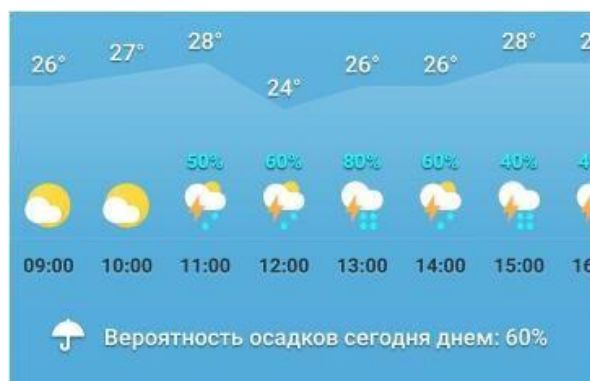 26° 27° 28° 24° 26° 26° 28°
50% 60% 80% 60% 40%
09:00 10:00 11:00 12:00 13:00 14:00 15:00
Вероятность осадков сегодня днем: 60%